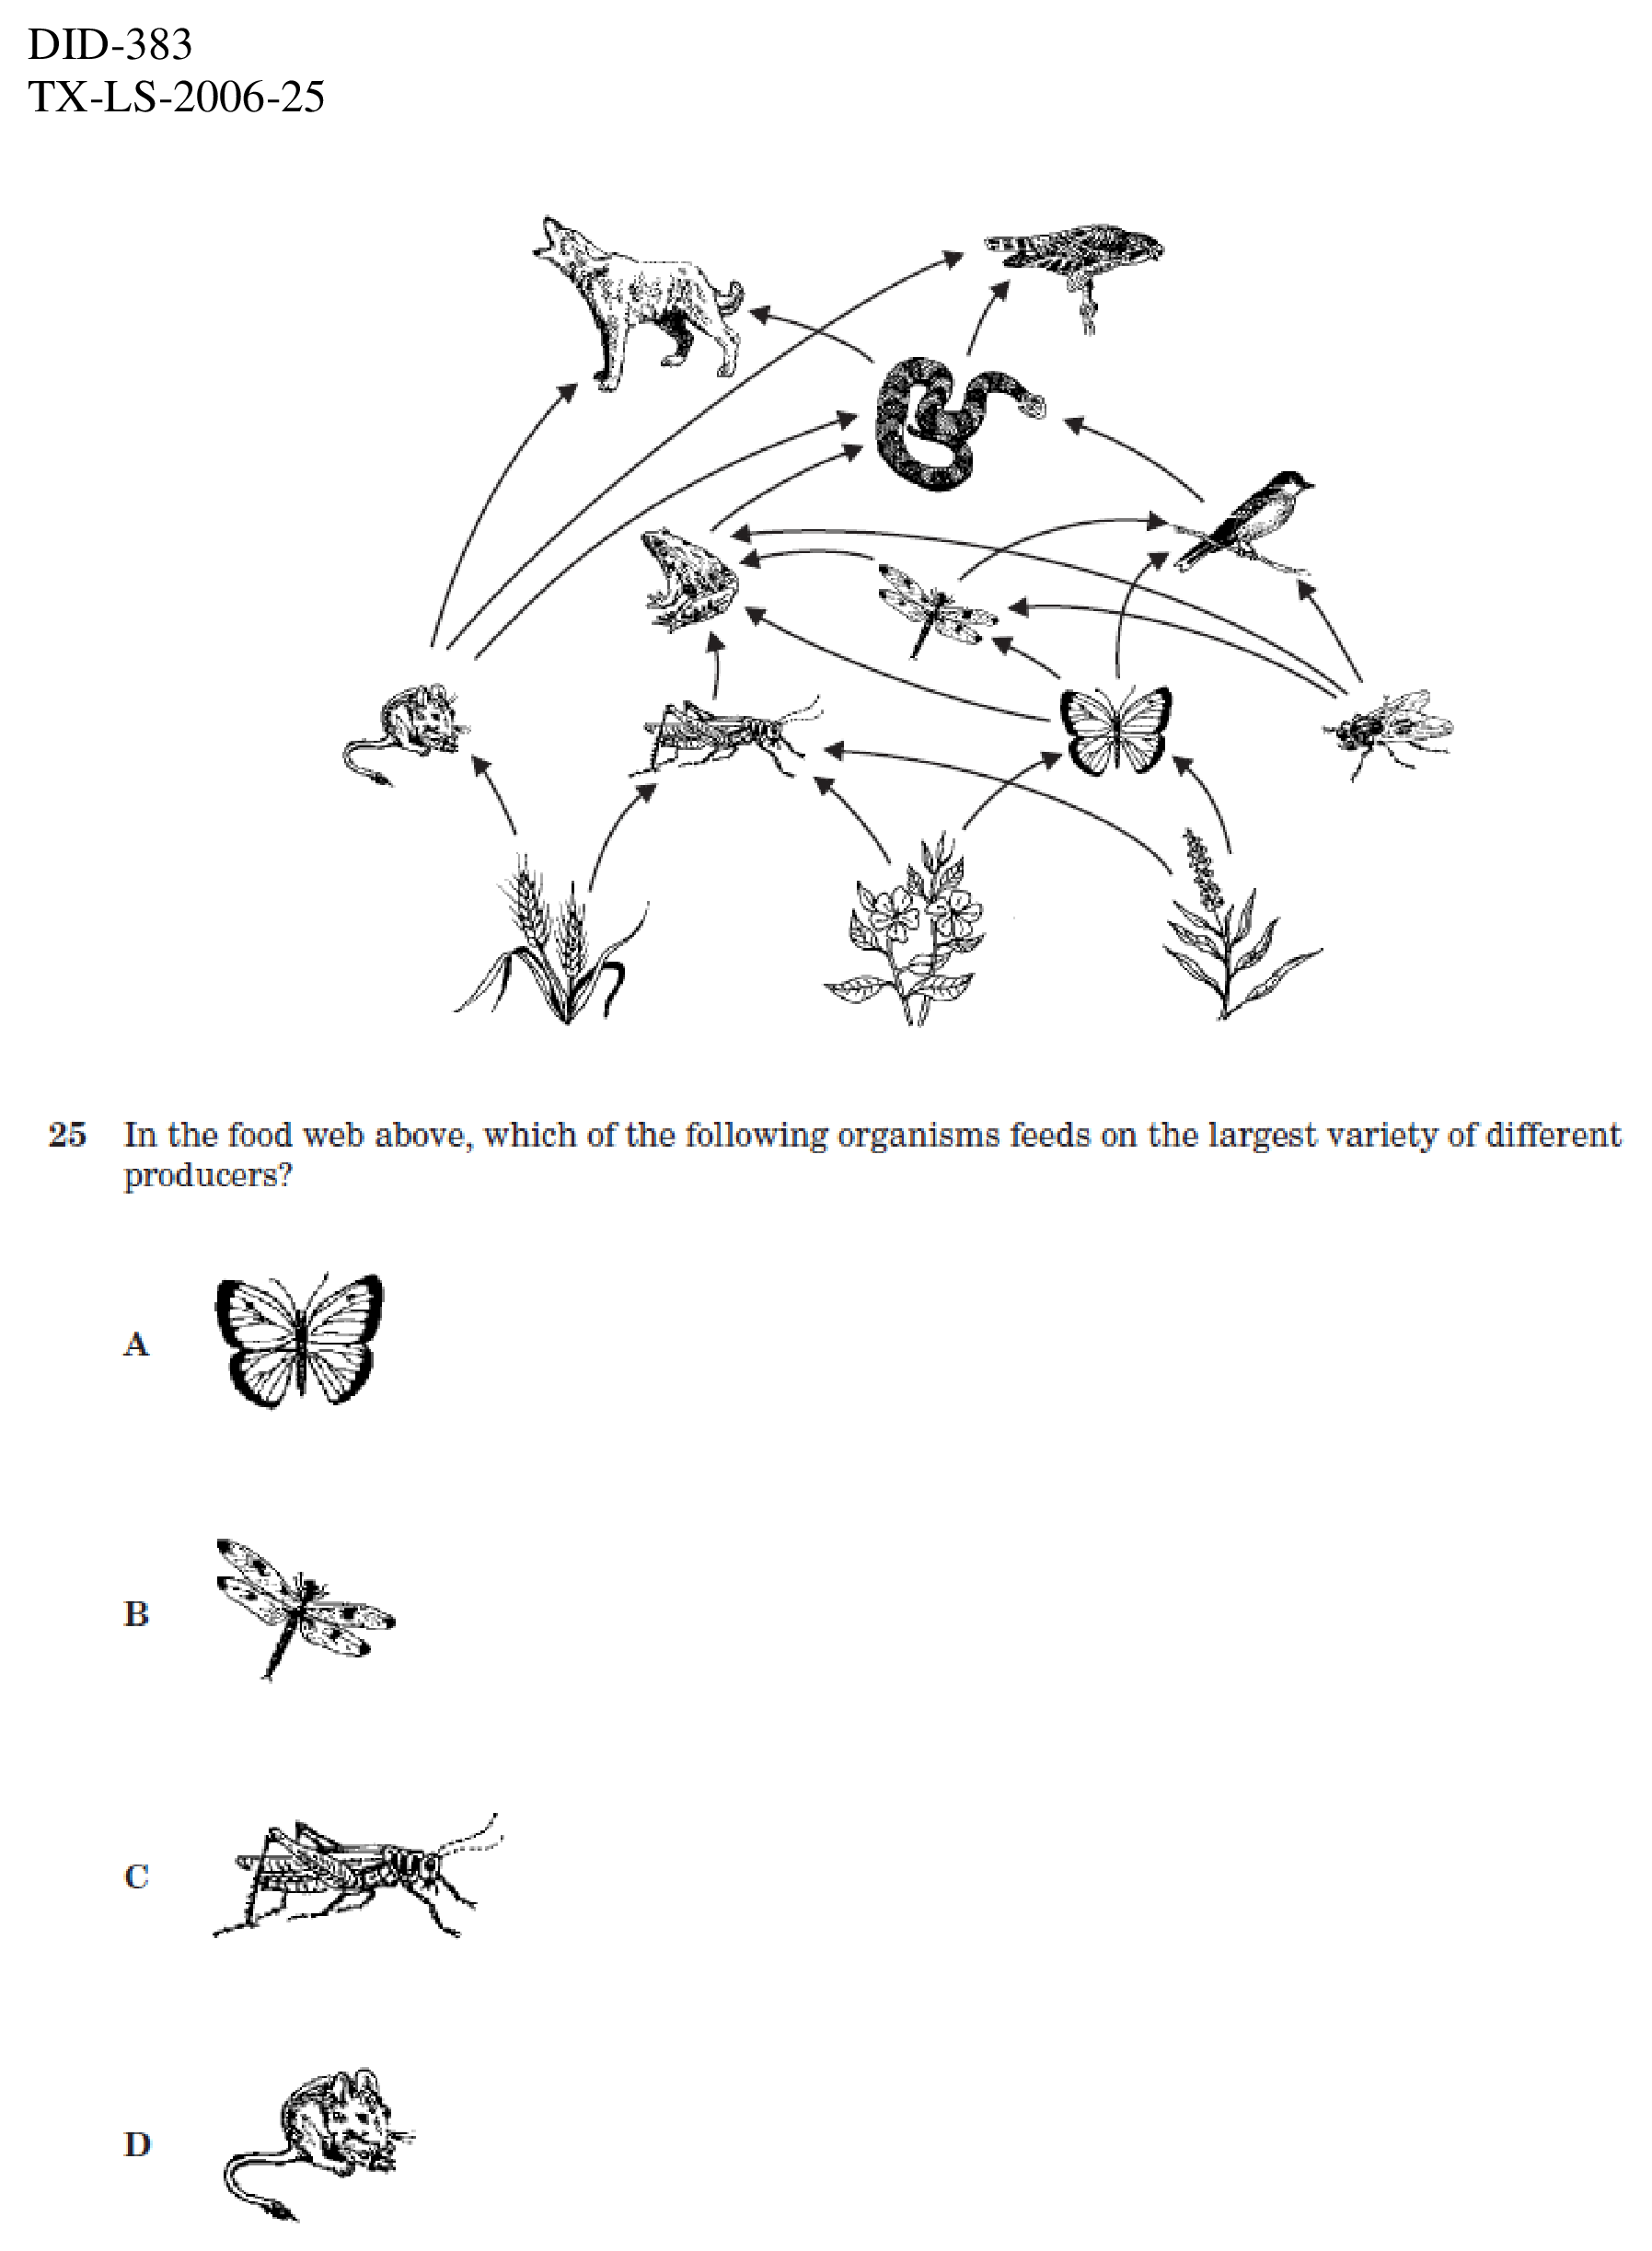 DID-383
TX-LS-2006-25
25 In the food web above, which of the following organisms feeds on the largest variety of different
producers?
A
B
C
D